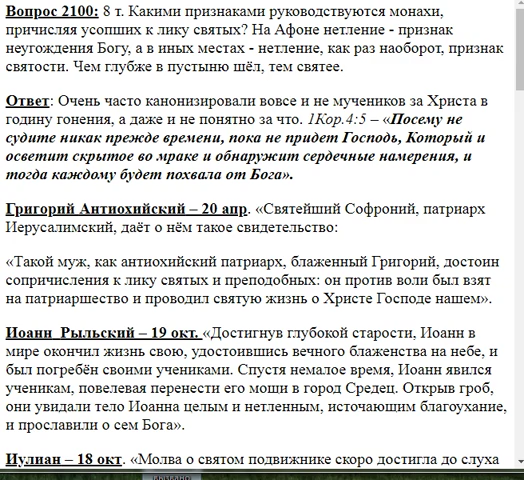 Вопрос 2100: 8 т. Какими признаками руководствуются монахи,
причисляя усопших к лику святых? На Афоне нетление - признак
неугождения Богу, а в иных местах - нетление, как раз наоборот, признак
святости. Чем глубже в пустыню шёл, тем святее.
Ответ: Очень часто канонизировали вовсе и не мучеников за Христа в
годину гонения, а даже и не понятно за что. 1Кор.4:5 – «Посему не
судите никак прежде времени, пока не придет Господь, Который и
осветит скрытое во мраке и обнаружит сердечные намерения, и
тогда каждому будет похвала от Бога».
Григорий Антиохийский – 20 апр. «Святейший Софроний, патриарх
Иерусалимский, даёт о нём такое свидетельство:
«Такой муж, как антиохийский патриарх, блаженный Григорий, достоин
сопричисления к лику святых и преподобных: он против воли был взят
на патриаршество и проводил святую жизнь о Христе Господе нашем».
Иоанн Рыльский – 19 окт. «Достигнув глубокой старости, Иоанн в
мире окончил жизнь свою, удостоившись вечного блаженства на небе, и
был погребён своими учениками. Спустя немалое время, Иоанн явился
ученикам, повелевая перенести его мощи в город Средец. Открыв гроб,
они увидали тело Иоанна целым и нетленным, источающим благоухание,
и прославили о сем Бога».
Иулиан – 18 окт. «Молва о святом подвижнике скоро достигла до слуха